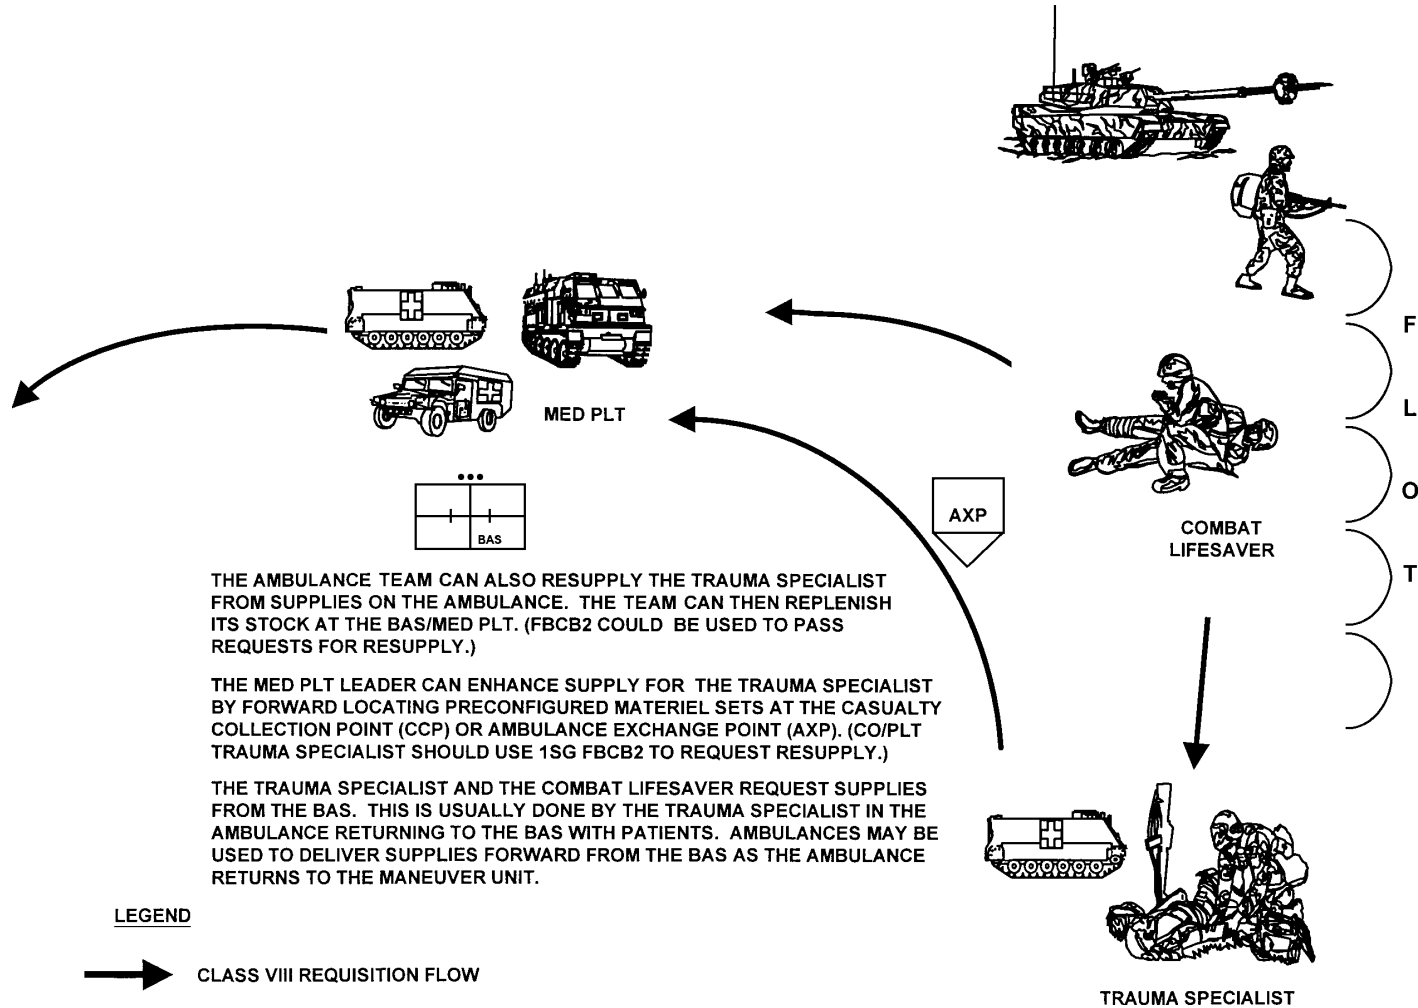 F
L
O
T
MED PLT
AXP
BAS
COMBAT
LIFESAVER
THE AMBULANCE TEAM CAN ALSO RESUPPLY THE TRAUMA SPECIALIST
FROM SUPPLIES ON THE AMBULANCE. THE TEAM CAN THEN REPLENISH
ITS STOCK AT THE BAS/MED PLT. (FBCB2 COULD BE USED TO PASS
REQUESTS FOR RESUPPLY.)
THE MED PLT LEADER CAN ENHANCE SUPPLY FOR THE TRAUMA SPECIALIST
BY FORWARD LOCATING PRECONFIGURED MATERIEL SETS AT THE CASUALTY
COLLECTION POINT (CCP) OR AMBULANCE EXCHANGE POINT (AXP). (CO/PLT
TRAUMA SPECIALIST SHOULD USE 1SG FBCB2 TO REQUEST RESUPPLY.)
THE TRAUMA SPECIALIST AND THE COMBAT LIFESAVER REQUEST SUPPLIES
FROM THE BAS. THIS IS USUALLY DONE BY THE TRAUMA SPECIALIST IN THE
AMBULANCE RETURNING TO THE BAS WITH PATIENTS. AMBULANCES MAY BE
USED TO DELIVER SUPPLIES FORWARD FROM THE BAS AS THE AMBULANCE
RETURNS TO THE MANEUVER UNIT.
LEGEND
CLASS VIII REQUISITION FLOW
TRAUMA SPECIALIST